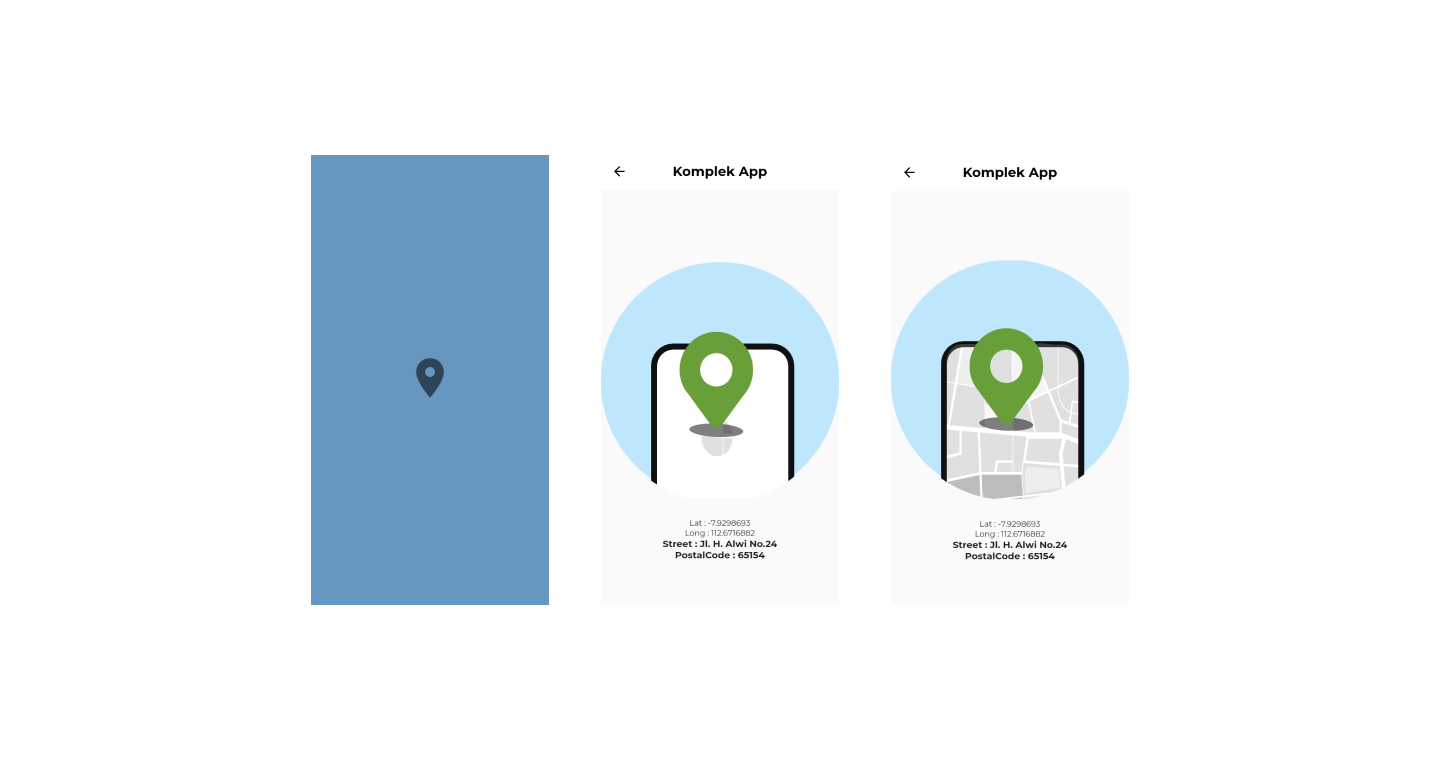 Komplek App
Lat : -7.9298693
Long : 112.6716882
Street : Jl. H. Alwi No.24
PostalCode : 65154
Komplek App
Lat : -7.9298693
Long : 112.6716882
Street : Jl. H. Alwi No.24
PostalCode : 65154